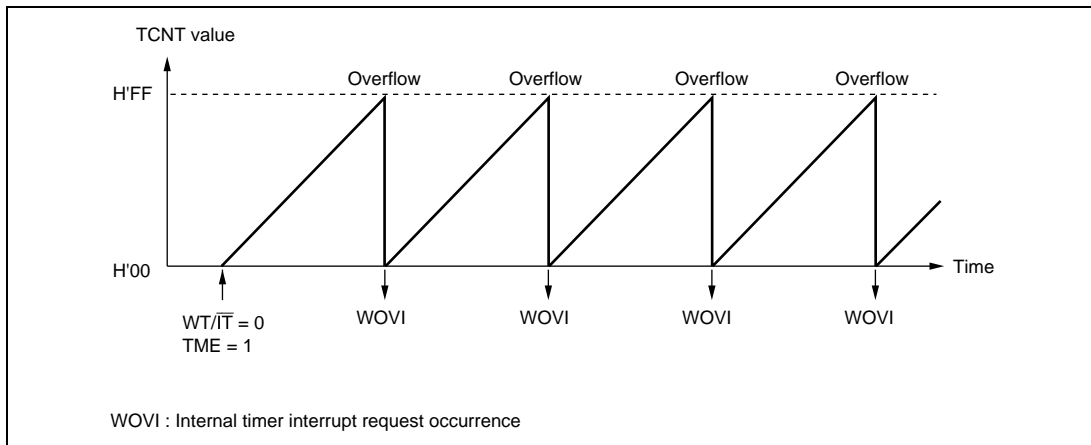 TCNT value
Overflow Overflow Overflow Overflow
H'FF
H'00
Time
WT/I̅T̅ = 0
TME = 1
WOVI WOVI WOVI WOVI
WOVI : Internal timer interrupt request occurrence